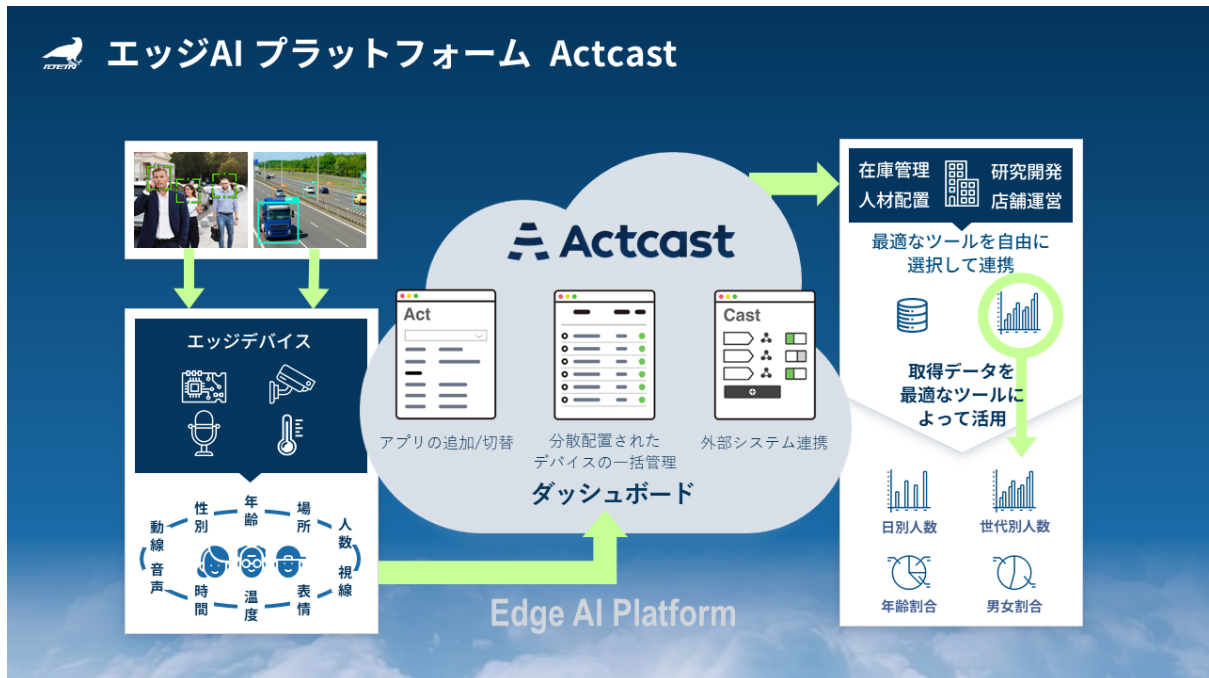 IDEIN
エッジAI プラットフォーム Actcast
エッジデバイス
性別
年齢
場所
人数
視線
表情
温度
時間
音声
動線
Actcast
Act
Cast
アプリの追加/切替
分散配置された
デバイスの一括管理
外部システム連携
ダッシュボード
Edge AI Platform
在庫管理
研究開発
人材配置
店舗運営
最適なツールを自由に
選択して連携
取得データを
最適なツールに
よって活用
日別人数
世代別人数
年齢割合
男女割合